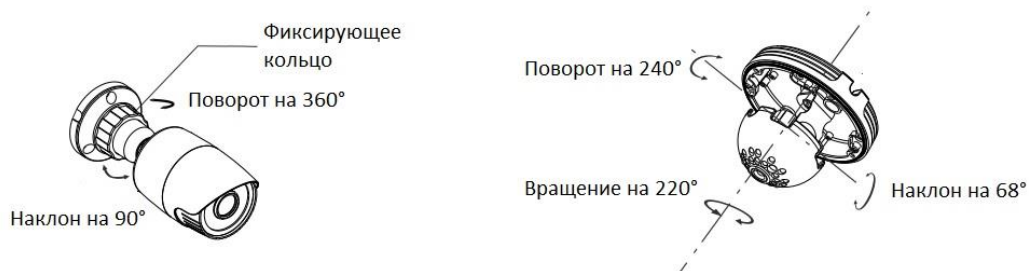 Фиксирующее
кольцо
Поворот на 360°
Наклон на 90°
Поворот на 240°
Вращение на 220°
Наклон на 68°